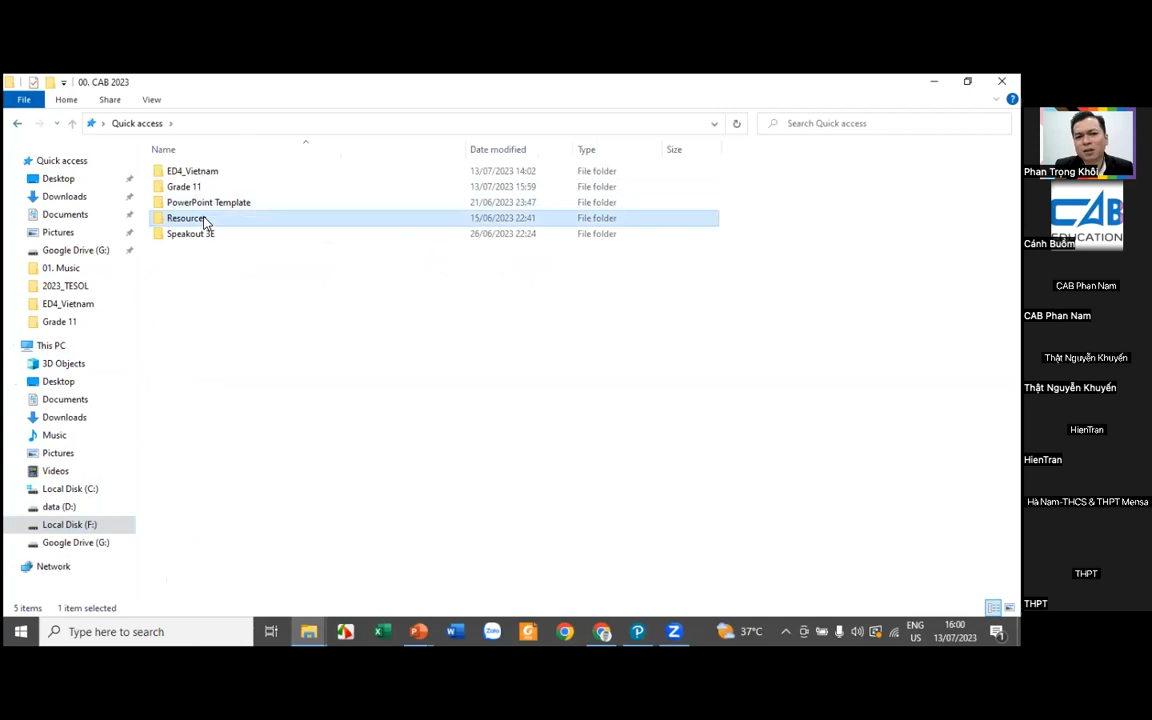 00. CAB 2023
File Home Share View
Quick access
Search Quick access
Name Date modified Type Size
ED4_Vietnam 13/07/2023 14:02 File folder
Grade 11 13/07/2023 15:59 File folder
PowerPoint Template 21/06/2023 23:47 File folder
Resources 15/06/2023 22:41 File folder
Speakout 3E 26/06/2023 22:24 File folder
Quick access
Desktop
Downloads
Documents
Pictures
Google Drive (G:)
01. Music
2023_TESOL
ED4_Vietnam
Grade 11
This PC
3D Objects
Desktop
Documents
Downloads
Music
Pictures
Videos
Local Disk (C:)
data (D:)
Local Disk (F:)
Google Drive (G:)
Network
5 items 1 item selected
Type here to search
Zalo
37°C
ENG
US
16:00
13/07/2023
1
Phan Trọng Khôi
CAB
EDUCATION
Cánh Buồm
CAB Phan Nam
CAB Phan Nam
Thật Nguyễn Khuyến
Thật Nguyễn Khuyến
HienTran
HienTran
Hà Nam-THCS & THPT Mensa
THPT
THPT